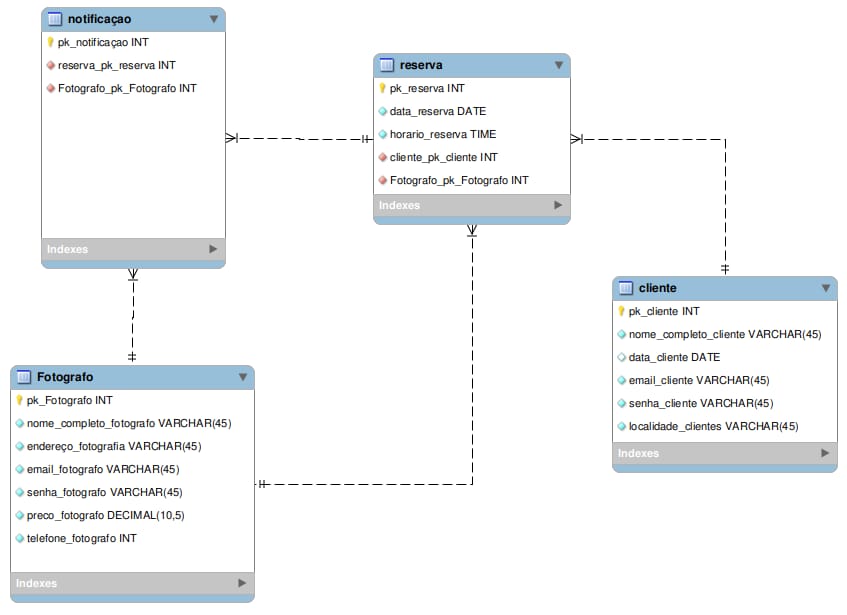 notificaçao
pk_notificaçao INT
reserva_pk_reserva INT
Fotografo_pk_Fotografo INT
Indexes
reserva
pk_reserva INT
data_reserva DATE
horario_reserva TIME
cliente_pk_cliente INT
Fotografo_pk_Fotografo INT
Indexes
cliente
pk_cliente INT
nome_completo_cliente VARCHAR(45)
data_cliente DATE
email_cliente VARCHAR(45)
senha_cliente VARCHAR(45)
localidade_clientes VARCHAR(45)
Indexes
Fotografo
pk_Fotografo INT
nome_completo_fotografo VARCHAR(45)
endereço_fotografia VARCHAR(45)
email_fotografo VARCHAR(45)
senha_fotografo VARCHAR(45)
preco_fotografo DECIMAL(10,5)
telefone_fotografo INT
Indexes